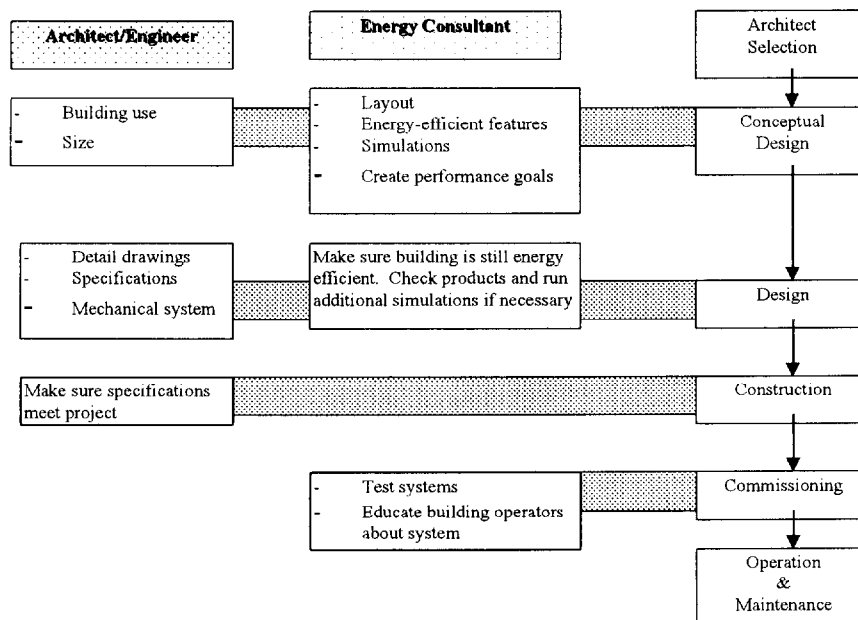 Architect/Engineer
Energy Consultant
Architect
Selection
- Building use
- Size
- Layout
- Energy-efficient features
- Simulations
- Create performance goals
Conceptual
Design
- Detail drawings
- Specifications
- Mechanical system
Make sure building is still energy
efficient. Check products and run
additional simulations if necessary
Design
Make sure specifications
meet project
Construction
- Test systems
- Educate building operators
about system
Commissioning
Operation
&
Maintenance